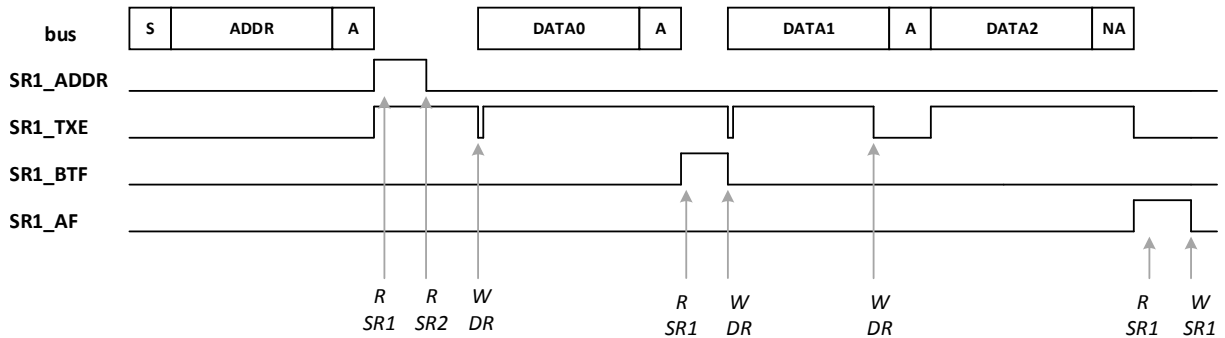 bus S ADDR A DATA0 A DATA1 A DATA2 NA
SR1_ADDR
SR1_TXE
SR1_BTF
SR1_AF
R R W R W W R W
SR1 SR2 DR SR1 DR DR SR1 SR1